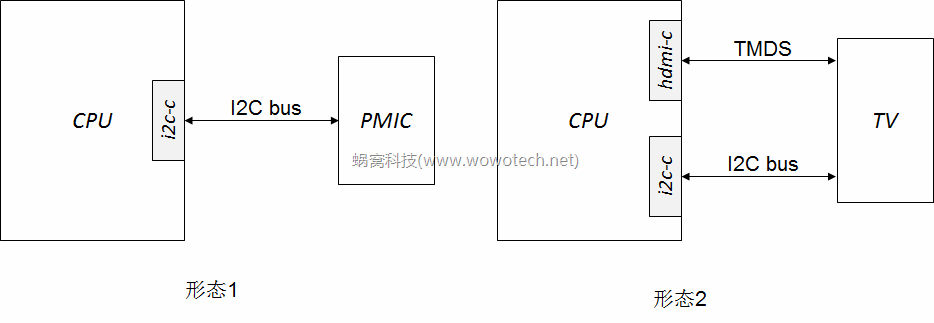 CPU
i2c-c
I2C bus
PMIC
形态1
CPU
hdmi-c
TMDS
i2c-c
I2C bus
TV
形态2
蜗窝科技(www.wowotech.net)